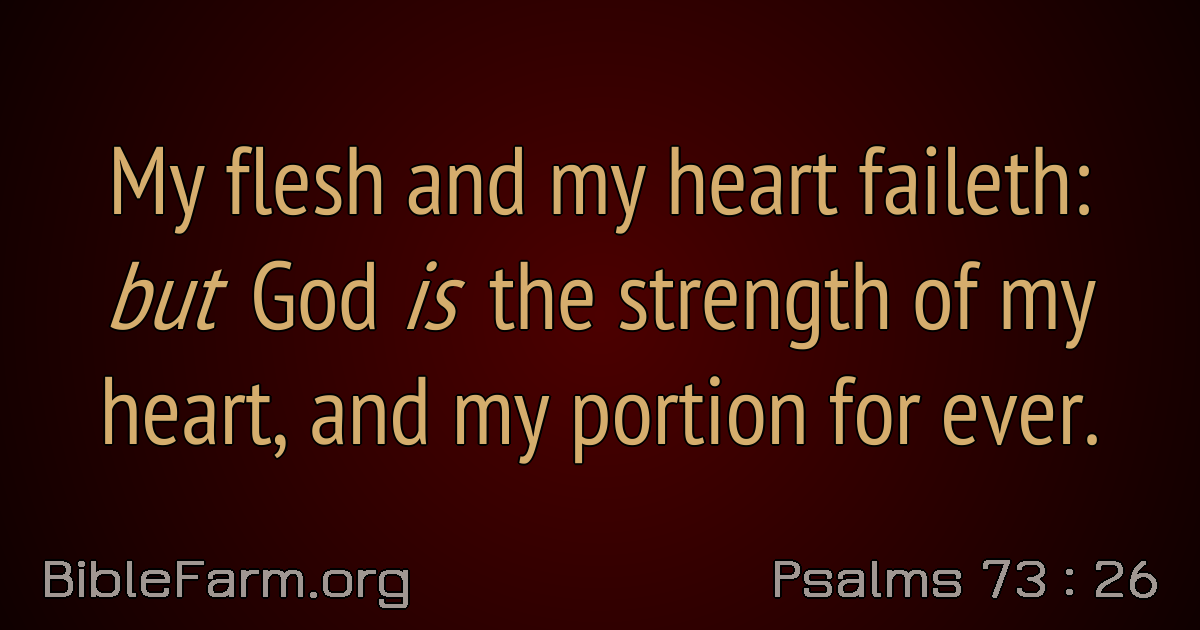 My flesh and my heart faileth:
but God is the strength of my
heart, and my portion for ever.
BibleFarm.org
Psalms 73 : 26